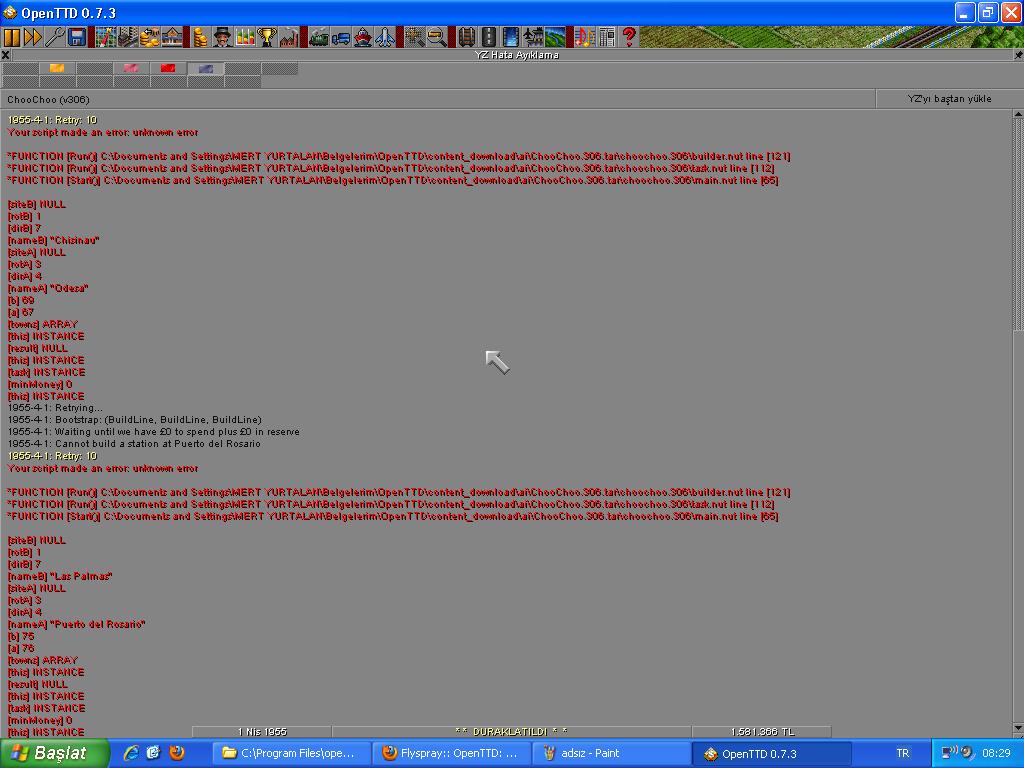 OpenTTD 0.7.3
YZ Hata Ayıklama
ChooChoo (v306)
YZ'yı baştan yükle
1955-4-1: Retry: 10
Your script made an error: unknown error
*FUNCTION [Run()] C:\Documents and Settings\MERT YURTALAN\Belgelerim\OpenTTD\content_download\ai\ChooChoo.306.tar\choochoo.306\builder.nut line [121]
*FUNCTION [Run()] C:\Documents and Settings\MERT YURTALAN\Belgelerim\OpenTTD\content_download\ai\ChooChoo.306.tar\choochoo.306\task.nut line [112]
*FUNCTION [Start()] C:\Documents and Settings\MERT YURTALAN\Belgelerim\OpenTTD\content_download\ai\ChooChoo.306.tar\choochoo.306\main.nut line [65]
[siteB] NULL
[rotB] 1
[dirB] 7
[nameB] "Chisinau"
[siteA] NULL
[rotA] 3
[dirA] 4
[nameA] "Odesa"
[b] 69
[a] 67
[towns] ARRAY
[this] INSTANCE
[result] NULL
[this] INSTANCE
[task] INSTANCE
[minMoney] 0
[this] INSTANCE
1955-4-1: Retrying...
1955-4-1: Bootstrap: (BuildLine, BuildLine, BuildLine)
1955-4-1: Waiting until we have £0 to spend plus £0 in reserve
1955-4-1: Cannot build a station at Puerto del Rosario
1955-4-1: Retry: 10
Your script made an error: unknown error
*FUNCTION [Run()] C:\Documents and Settings\MERT YURTALAN\Belgelerim\OpenTTD\content_download\ai\ChooChoo.306.tar\choochoo.306\builder.nut line [121]
*FUNCTION [Run()] C:\Documents and Settings\MERT YURTALAN\Belgelerim\OpenTTD\content_download\ai\ChooChoo.306.tar\choochoo.306\task.nut line [112]
*FUNCTION [Start()] C:\Documents and Settings\MERT YURTALAN\Belgelerim\OpenTTD\content_download\ai\ChooChoo.306.tar\choochoo.306\main.nut line [65]
[siteB] NULL
[rotB] 1
[dirB] 7
[nameB] "Las Palmas"
[siteA] NULL
[rotA] 3
[dirA] 4
[nameA] "Puerto del Rosario"
[b] 75
[a] 76
[towns] ARRAY
[this] INSTANCE
[result] NULL
[this] INSTANCE
[task] INSTANCE
[minMoney] 0
[this] INSTANCE
1 Nis 1955
* * DURAKLATILDI * *
1,581,366 TL
Başlat
C:\Program Files\ope...
Flyspray:: OpenTTD: ...
adsız - Paint
OpenTTD 0.7.3
TR
08:29